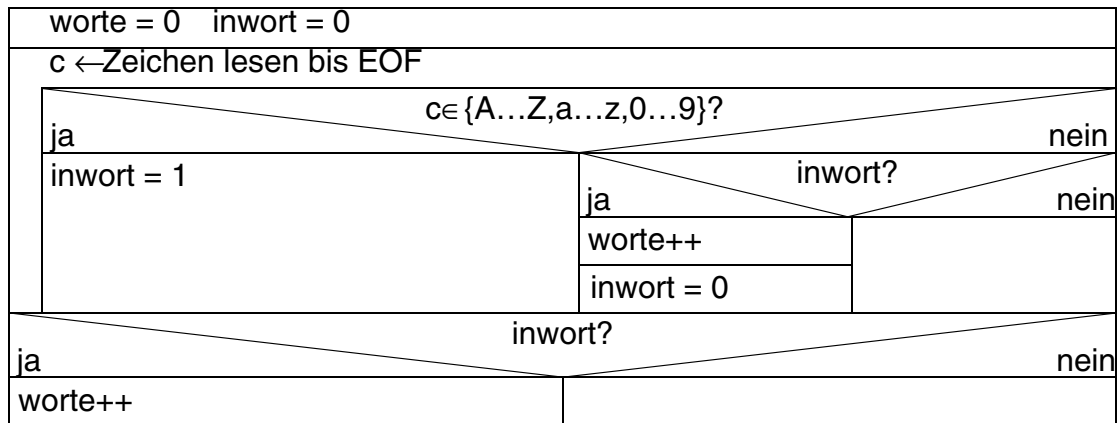 worte = 0 inwort = 0
c ←Zeichen lesen bis EOF
c∈{A…Z,a…z,0…9}?
ja nein
inwort = 1 inwort?
ja nein
worte++
inwort = 0
inwort?
ja nein
worte++